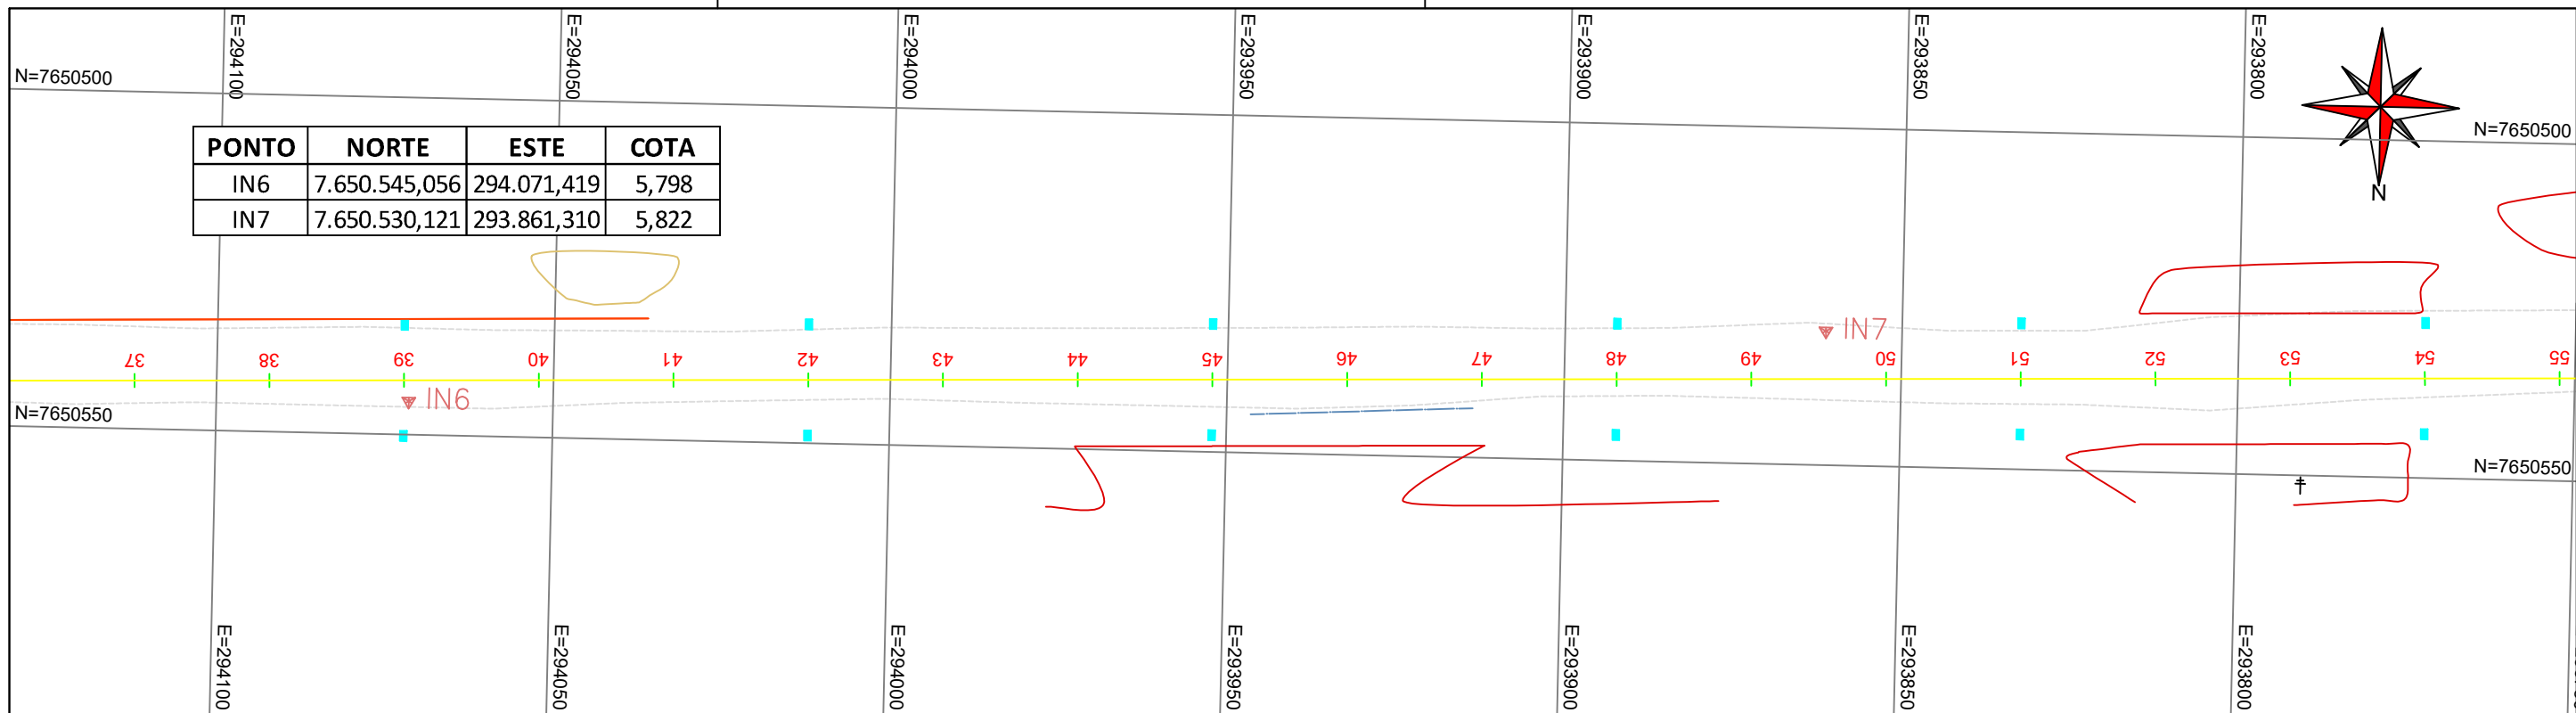 E=294100 E=294050 E=294000 E=293950 E=293900 E=293850 E=293800
N=7650500
N=7650500
PONTO NORTE ESTE COTA
IN6 7.650.545,056 294.071,419 5,798
IN7 7.650.530,121 293.861,310 5,822
N
IN7
37 38 39 40 41 42 43 44 45 46 47 48 49 50 51 52 53 54 55
IN6
N=7650550
N=7650550
E=294100 E=294050 E=294000 E=293950 E=293900 E=293850 E=293800